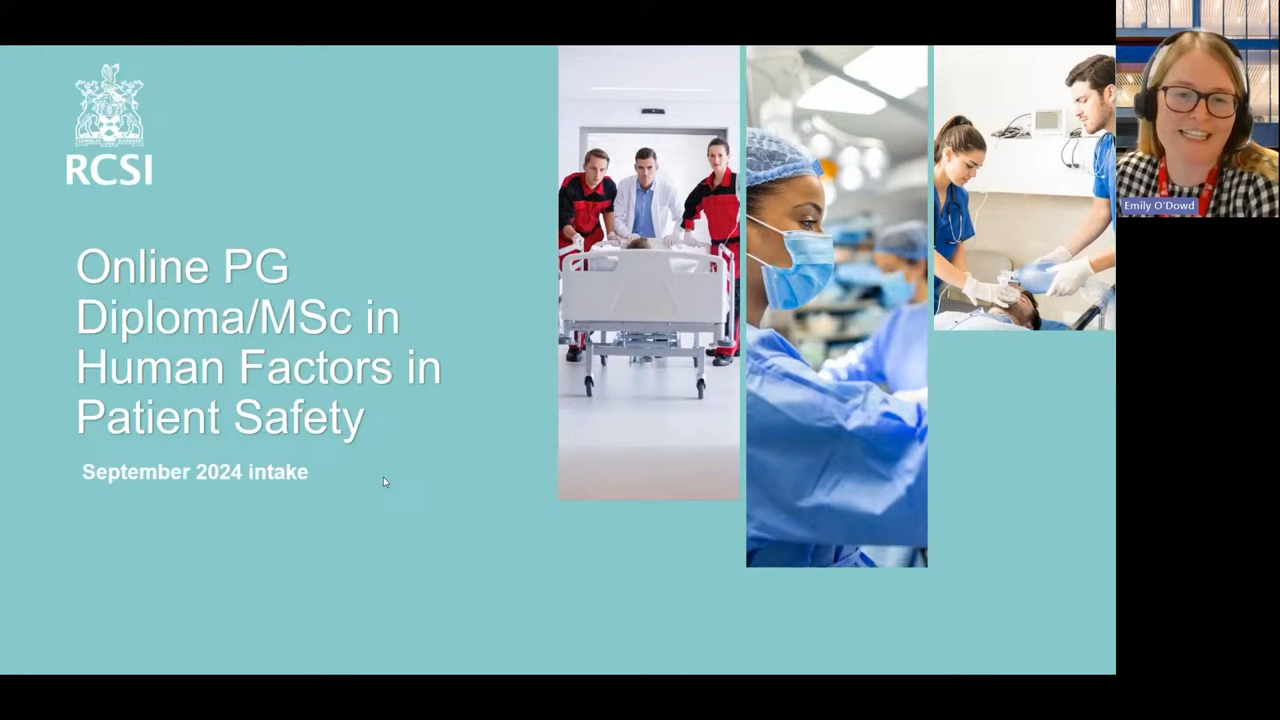 RCSI
Online PG
Diploma/MSc in
Human Factors in
Patient Safety
September 2024 intake
Emily O'Dowd